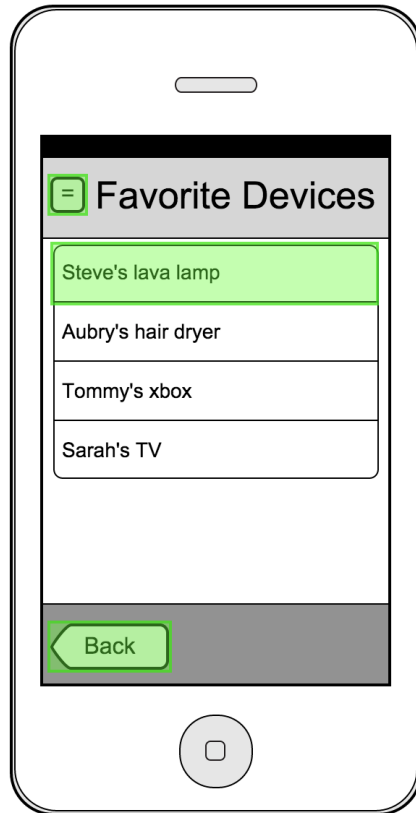 = Favorite Devices
Steve's lava lamp
Aubry's hair dryer
Tommy's xbox
Sarah's TV
Back